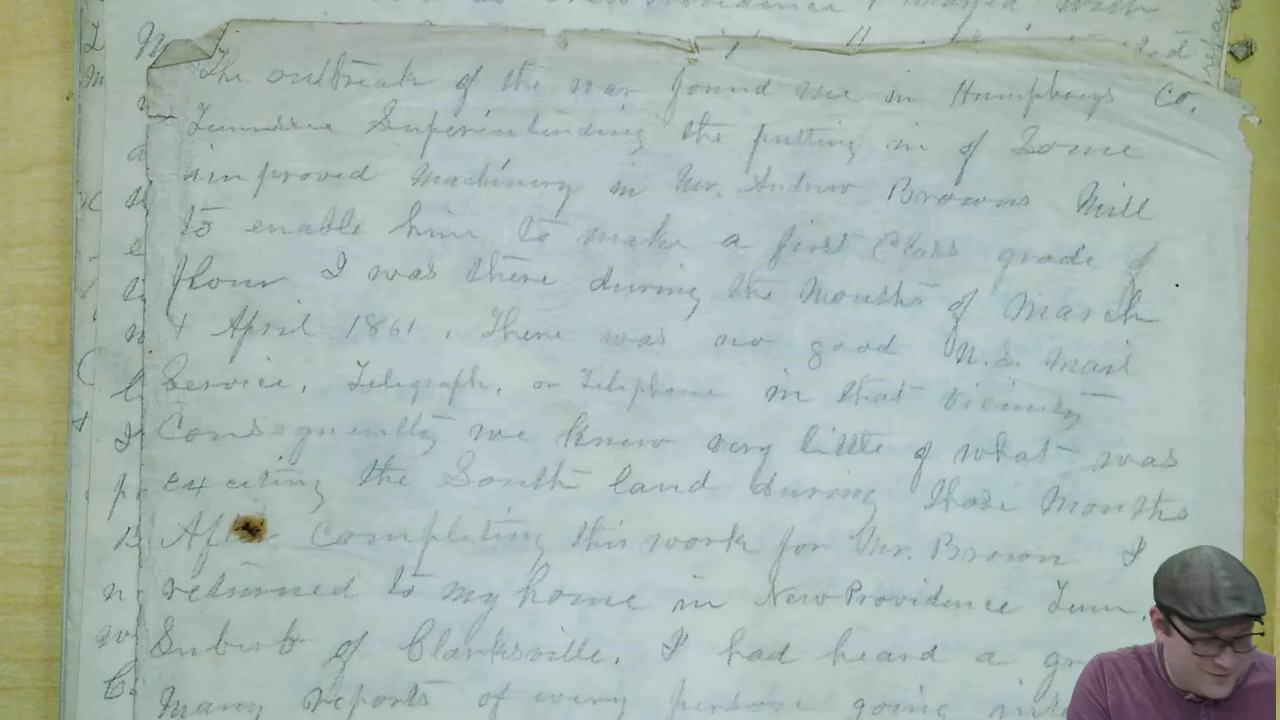 New Providence & stayed with
The outbreak of the war found me in Humphreys Co.
Tennessee Superintending the putting in of Some
improved Machinery in Mr. Andrew Browns Mill
to enable him to make a first Class grade of
flour I was there during the Months of March
& April 1861. There was no good U.S. Mail
Service, Telegraph, or Telephone in that vicinity
Consequently we knew very little of what was
exciting the South land during those Months
After Completing this work for Mr. Brown I
returned to my home in New Providence Tenn.
Suburb of Clarksville. I had heard a
Many reports of every person going